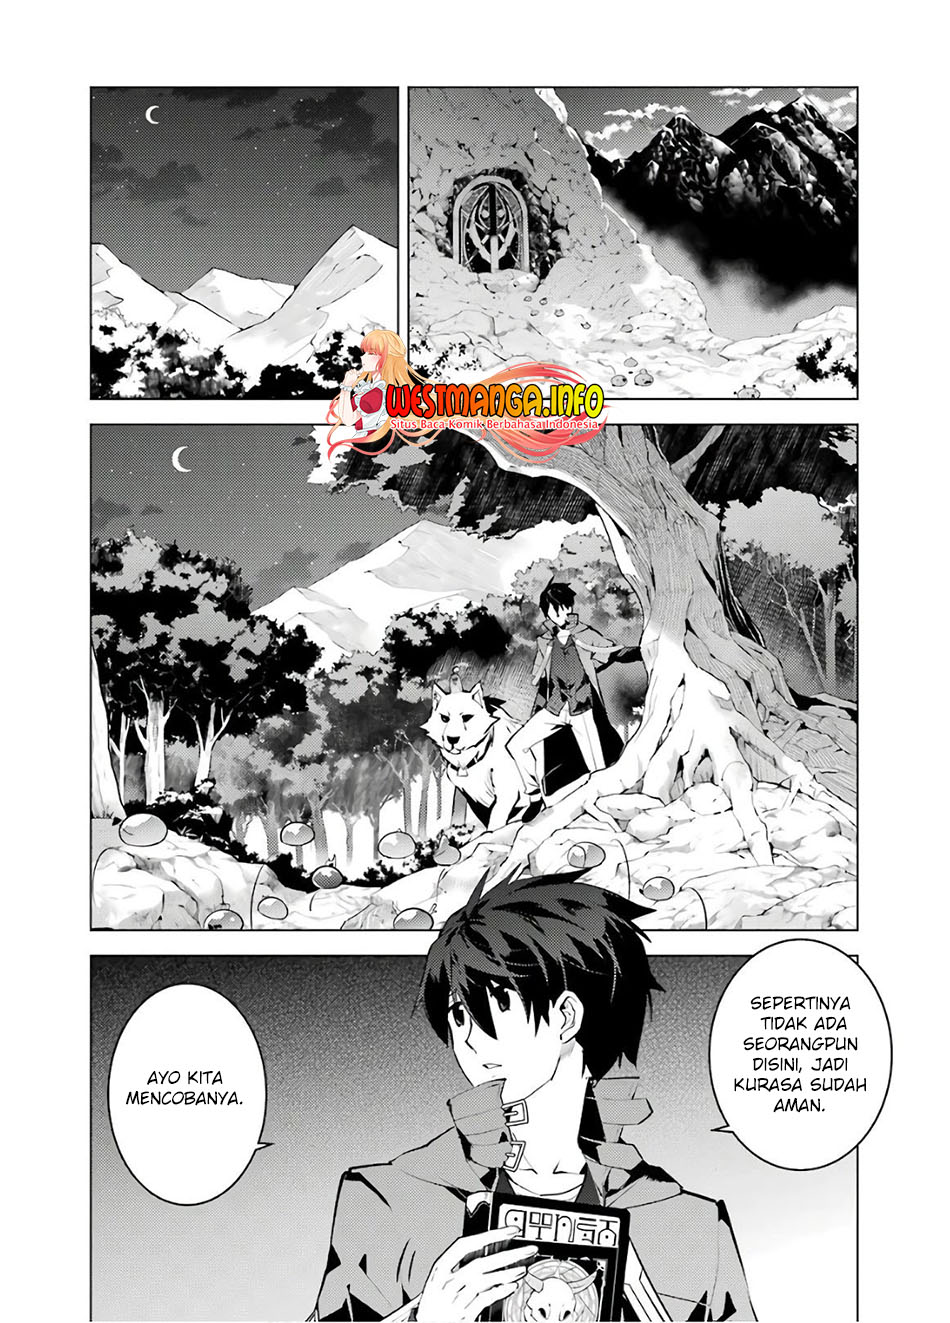 WESTMANGA.INFO
Situs Baca Komik Berbahasa Indonesia
SEPERTINYA
TIDAK ADA
SEORANGPUN
DISINI, JADI
KURASA SUDAH
AMAN.
AYO KITA
MENCOBANYA.